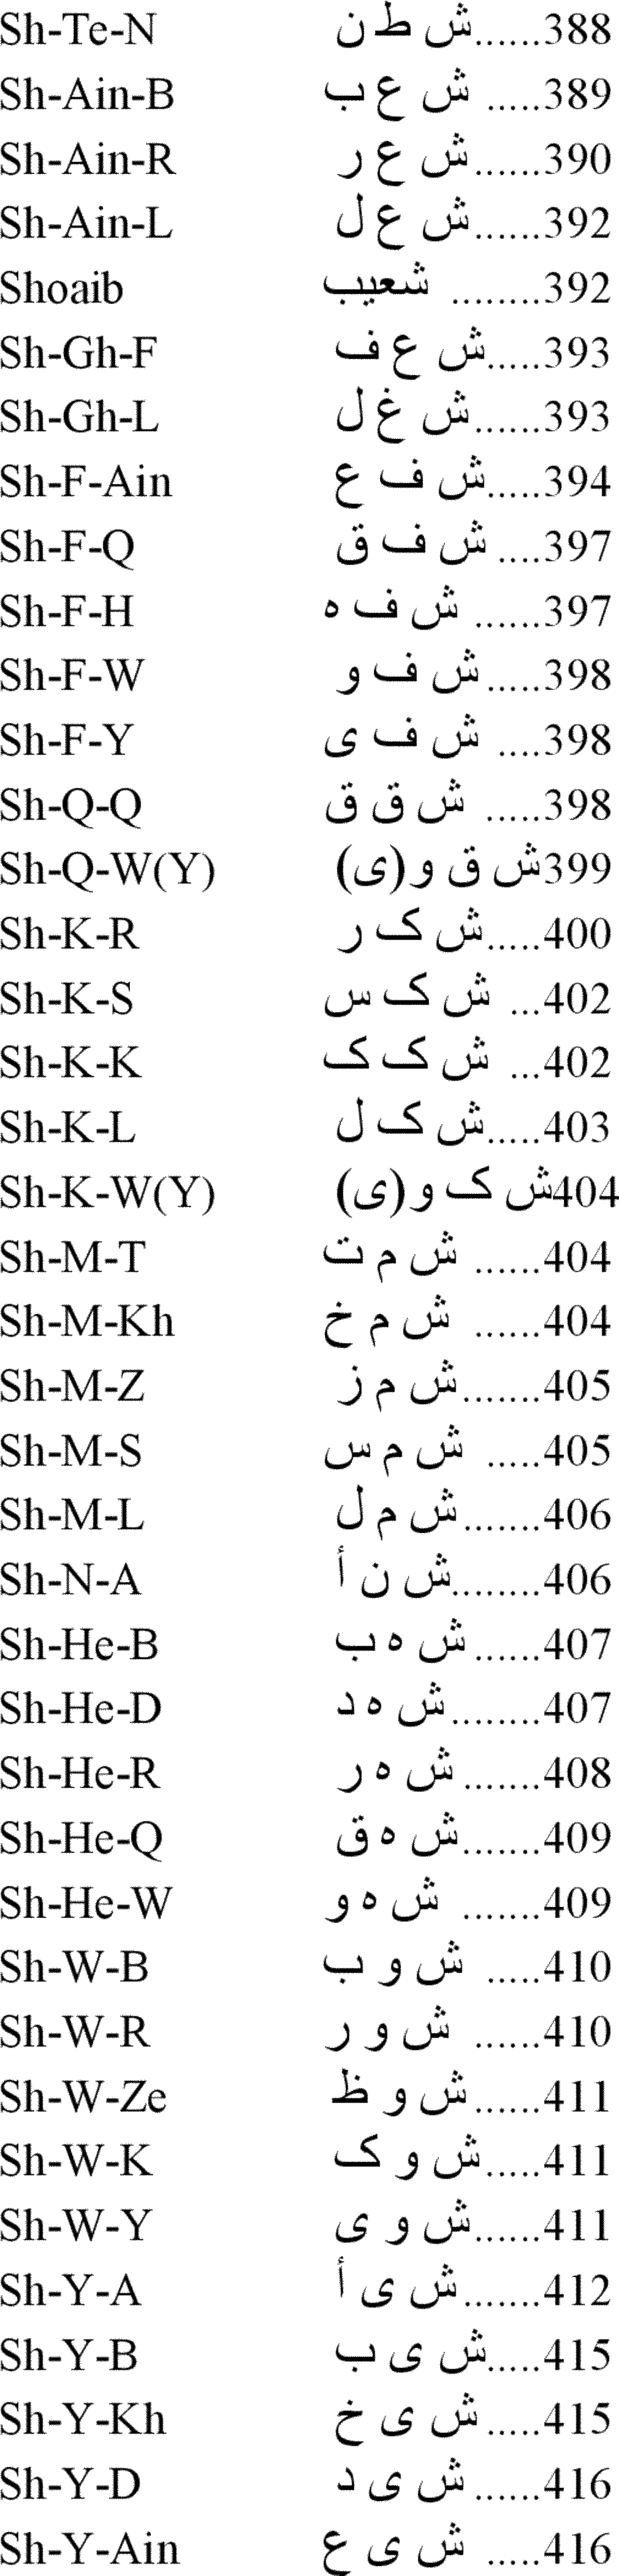 Sh-Te-N ش ط ن......388
Sh-Ain-B ش ع ب .....389
Sh-Ain-R ش ع ر......390
Sh-Ain-L ش ع ل......392
Shoaib شعيب ........392
Sh-Gh-F ش ع ف.....393
Sh-Gh-L ش غ ل......393
Sh-F-Ain ش ف ع.....394
Sh-F-Q ش ف ق ....397
Sh-F-H ش ف ه ......397
Sh-F-W ش ف و.....398
Sh-F-Y ش ف ی ....398
Sh-Q-Q ش ق ق .....398
Sh-Q-W(Y) ش ق و(ی)399
Sh-K-R ش ک ر.....400
Sh-K-S ش ک س ...402
Sh-K-K ش ک ک ...402
Sh-K-L ش ک ل.....403
Sh-K-W(Y) ش ک و(ی)404
Sh-M-T ش م ت ......404
Sh-M-Kh ش م خ ......404
Sh-M-Z ش م ز.......405
Sh-M-S ش م س .....405
Sh-M-L ش م ل.......406
Sh-N-A ش ن أ........406
Sh-He-B ش ه ب......407
Sh-He-D ش ه د........407
Sh-He-R ش ه ر.......408
Sh-He-Q ش ه ق.......409
Sh-He-W ش ه و .......409
Sh-W-B ش و ب .....410
Sh-W-R ش و ر ......410
Sh-W-Ze ش و ظ......411
Sh-W-K ش و ک.....411
Sh-W-Y ش و ی......411
Sh-Y-A ش ی أ.......412
Sh-Y-B ش ی ب.....415
Sh-Y-Kh ش ی خ.....415
Sh-Y-D ش ی د......416
Sh-Y-Ain ش ی ع .....416